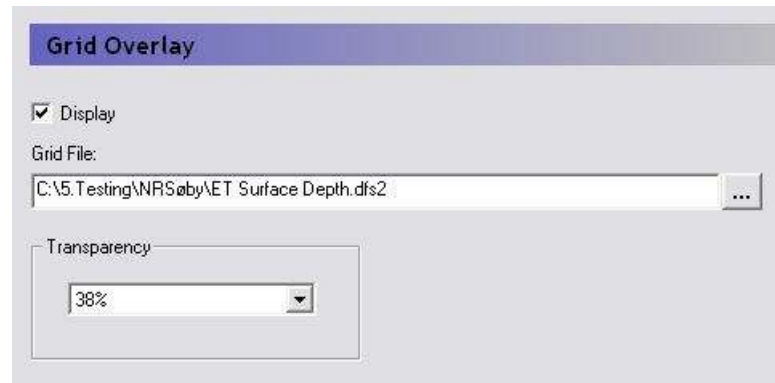 Grid Overlay
Display
Grid File:
C:\5.Testing\NRSøby\ET Surface Depth.dfs2
...
Transparency
38%